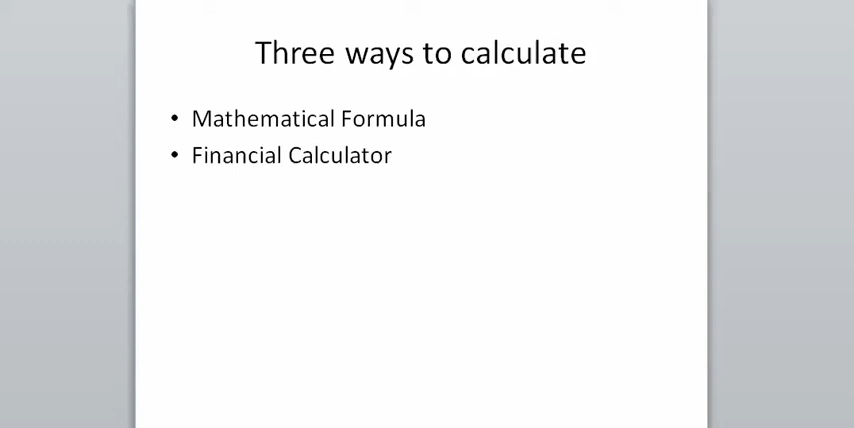 Three ways to calculate
• Mathematical Formula
• Financial Calculator